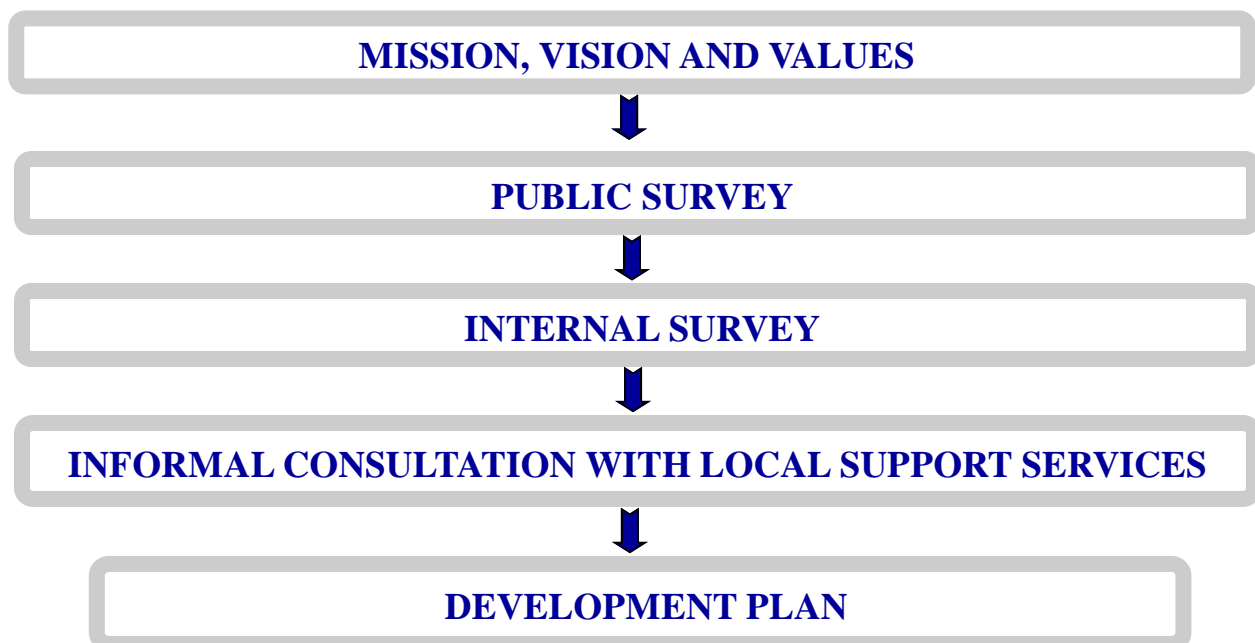 MISSION, VISION AND VALUES
PUBLIC SURVEY
INTERNAL SURVEY
INFORMAL CONSULTATION WITH LOCAL SUPPORT SERVICES
DEVELOPMENT PLAN